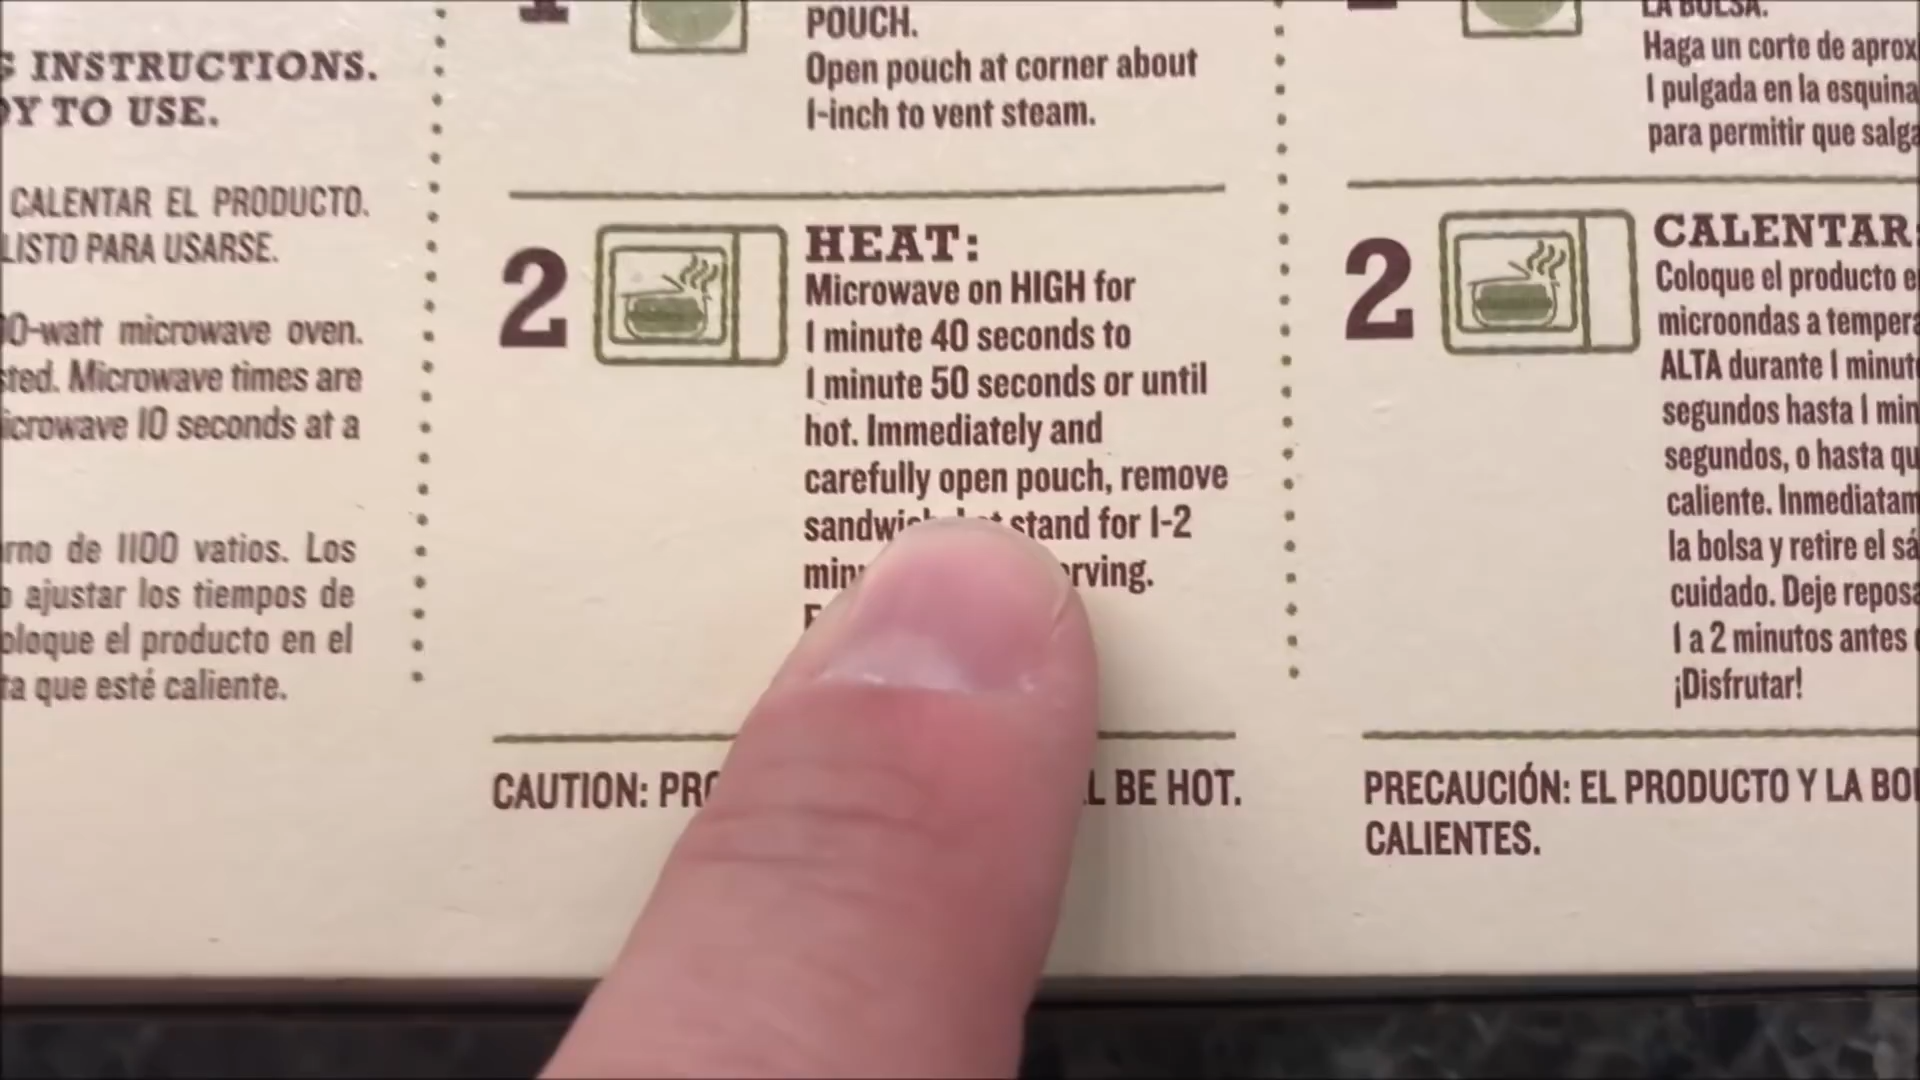 INSTRUCTIONS.
TO USE.
CALENTAR EL PRODUCTO.
LISTO PARA USARSE.
0-watt microwave oven.
sted. Microwave times are
icrowave 10 seconds at a
rno de 1100 vatios. Los
o ajustar los tiempos de
oloque el producto en el
ta que esté caliente.
POUCH.
Open pouch at corner about
1-inch to vent steam.
2
HEAT:
Microwave on HIGH for
1 minute 40 seconds to
1 minute 50 seconds or until
hot. Immediately and
carefully open pouch, remove
stand for 1-2
rving.
CAUTION: PRO
L BE HOT.
LA BOLSA.
Haga un corte de aprox
1 pulgada en la esquina
para permitir que salga
2
CALENTAR:
Coloque el producto e
microondas a tempera
ALTA durante 1 minut
segundos hasta 1 min
segundos, o hasta qu
caliente. Inmediatam
la bolsa y retire el sá
cuidado. Deje reposa
1 a 2 minutos antes
¡Disfrutar!
PRECAUCIÓN: EL PRODUCTO Y LA BO
CALIENTES.